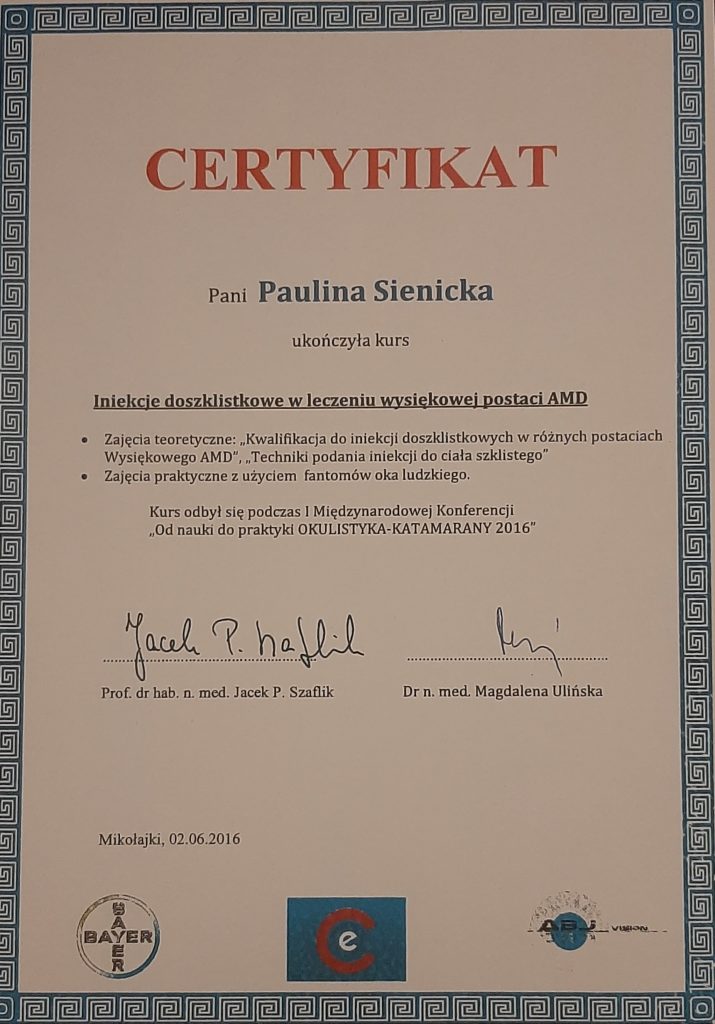 CERTYFIKAT
Pani Paulina Sienicka
ukończyła kurs
Iniekcje doszklistkowe w leczeniu wysiękowej postaci AMD
• Zajęcia teoretyczne: „Kwalifikacja do iniekcji doszklistkowych w różnych postaciach
Wysiękowego AMD”, „Techniki podania iniekcji do ciała szklistego”
• Zajęcia praktyczne z użyciem fantomów oka ludzkiego.
Kurs odbył się podczas I Międzynarodowej Konferencji
„Od nauki do praktyki OKULISTYKA-KATAMARANY 2016”
Jacek P. Szaflik
Prof. dr hab. n. med. Jacek P. Szaflik
Dr n. med. Magdalena Ulińska
Mikołajki, 02.06.2016
BAYER
BAYER
Ce
ABJ VISION